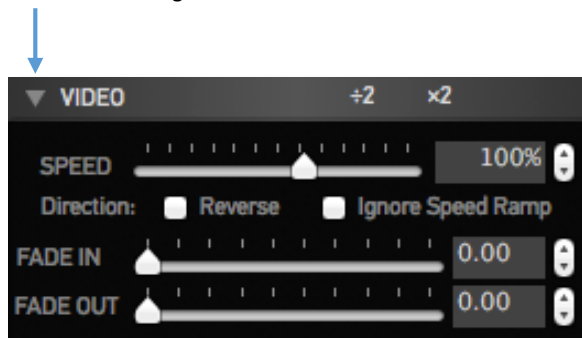 VIDEO ÷2 ×2
SPEED 100%
Direction: Reverse Ignore Speed Ramp
FADE IN 0.00
FADE OUT 0.00